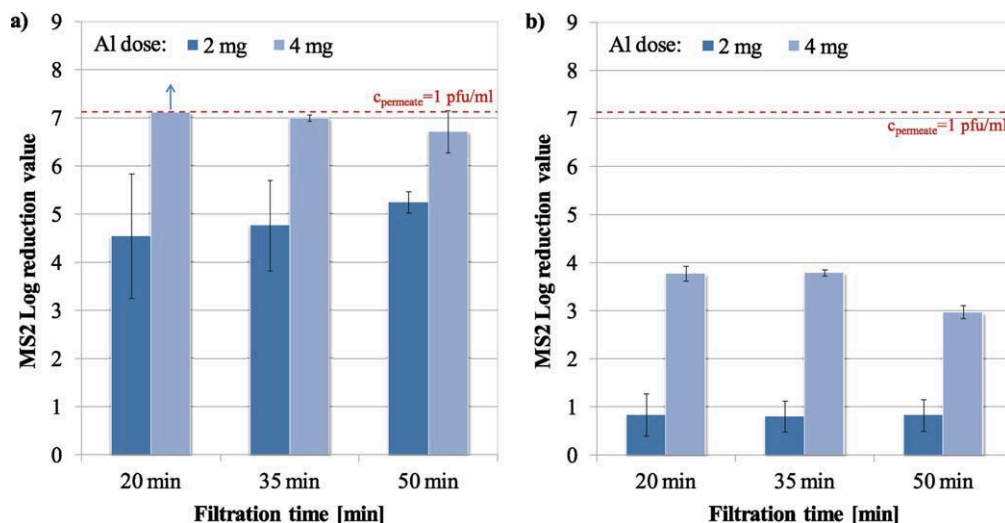 a)
Al dose: 2 mg 4 mg
9
8
7
6
5
4
3
2
1
0
MS2 Log reduction value
c permeate=1 pfu/ml
20 min 35 min 50 min
Filtration time [min]
b)
Al dose: 2 mg 4 mg
9
8
7
6
5
4
3
2
1
0
MS2 Log reduction value
c permeate=1 pfu/ml
20 min 35 min 50 min
Filtration time [min]